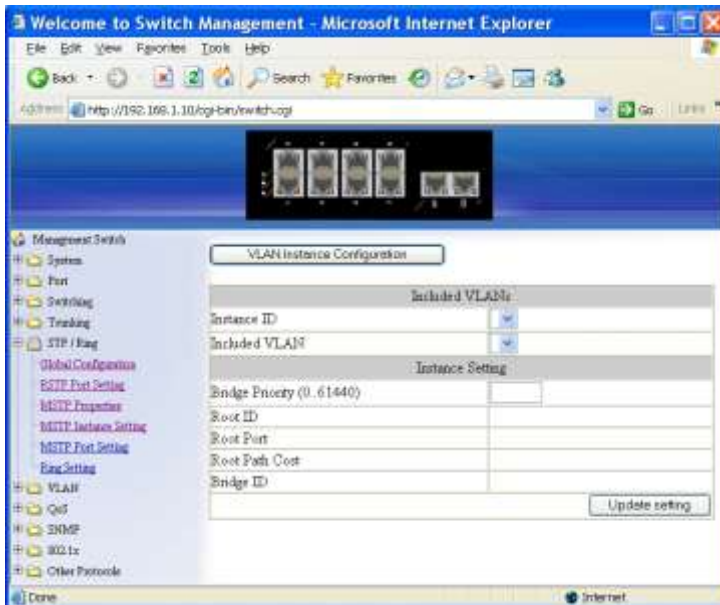 Welcome to Switch Management - Microsoft Internet Explorer
File Edit View Favorites Tools Help
Back Search Favorites
Address http://192.168.1.10/cgi-bin/switch.cgi Go Links
Management Switch
System
Port
Switching
Trunking
STP / Ring
Global Configuration
RSTP Port Setting
MSTP Properties
MSTP Instance Setting
MSTP Port Setting
Ring Setting
VLAN
QoS
SNMP
802.1x
Other Protocols
VLAN Instance Configuration
Included VLANs
Instance ID
Included VLAN
Instance Setting
Bridge Priority (0..61440)
Root ID
Root Port
Root Path Cost
Bridge ID
Update setting
Done Internet